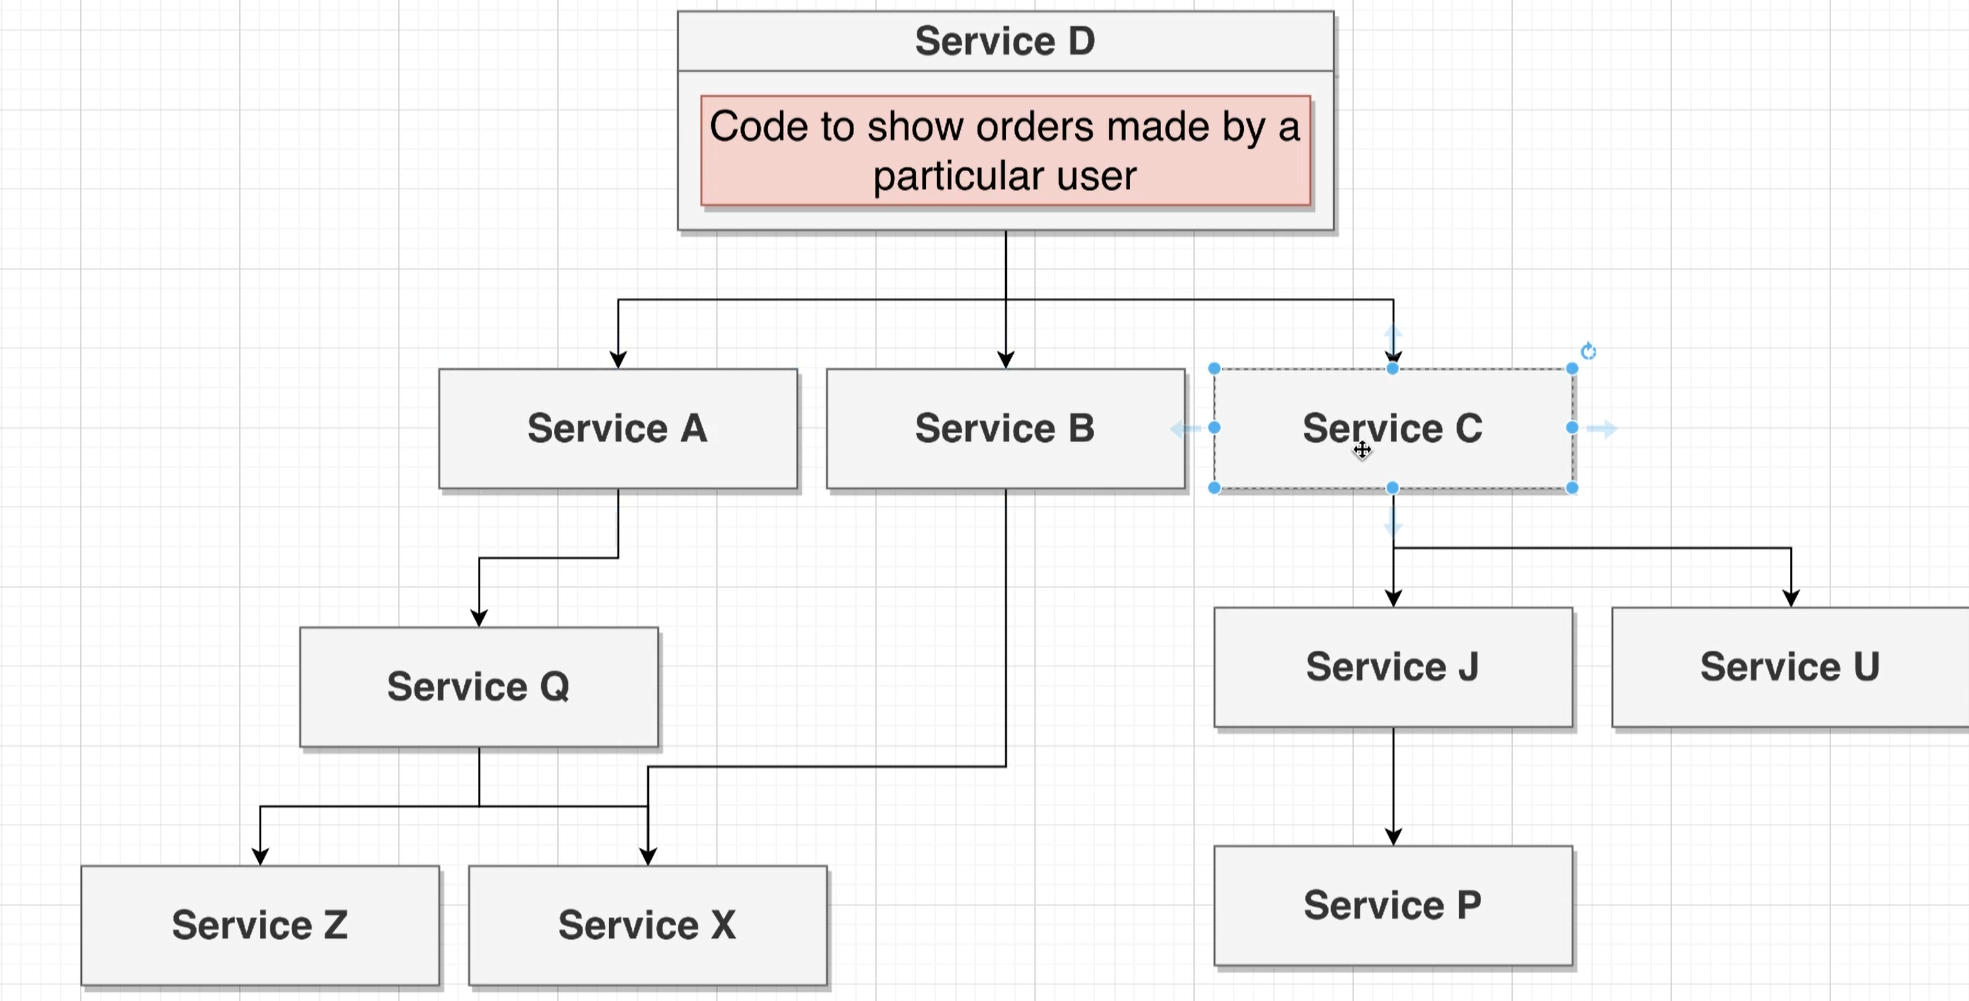 Service D
Code to show orders made by a
particular user
Service A
Service B
Service C
Service Q
Service J
Service U
Service Z
Service X
Service P